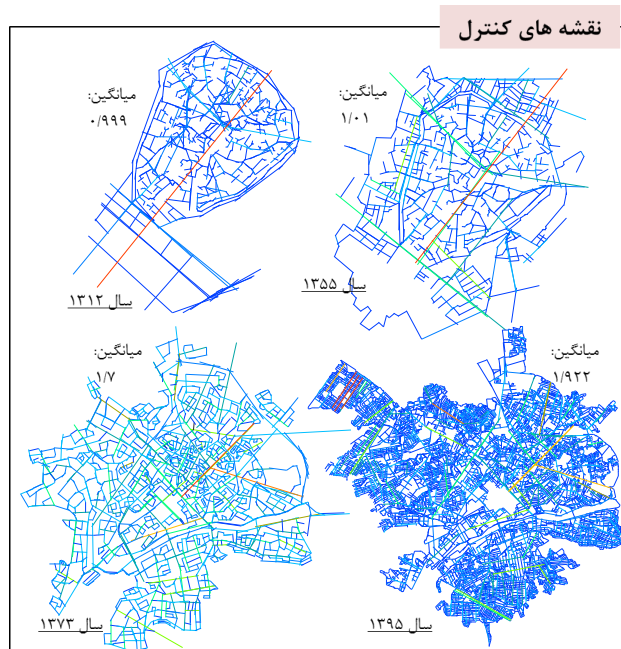 نقشه های کنترل
میانگین:
۱/۰۱
میانگین:
۰/۹۹۹
سال ۱۳۵۵
سال ۱۳۱۲
میانگین:
۱/۹۲۲
میانگین:
۱/۷
سال ۱۳۹۵
سال ۱۳۷۳